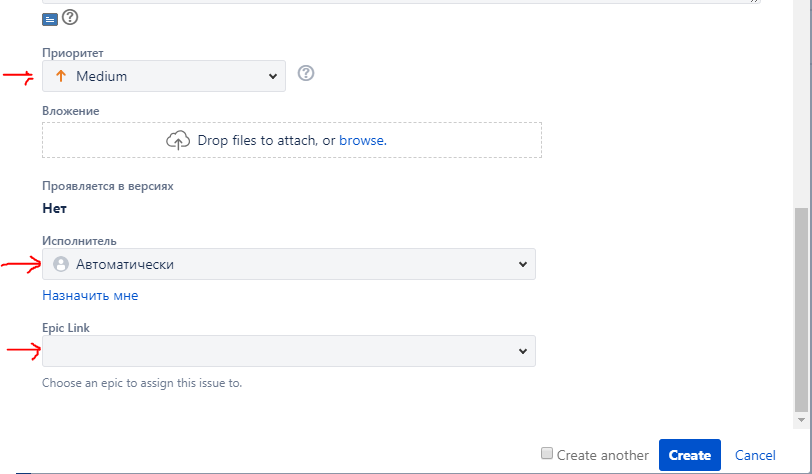 Приоритет
Medium
Вложение
Drop files to attach, or browse.
Проявляется в версиях
Нет
Исполнитель
Автоматически
Назначить мне
Epic Link
Choose an epic to assign this issue to.
Create another Create Cancel